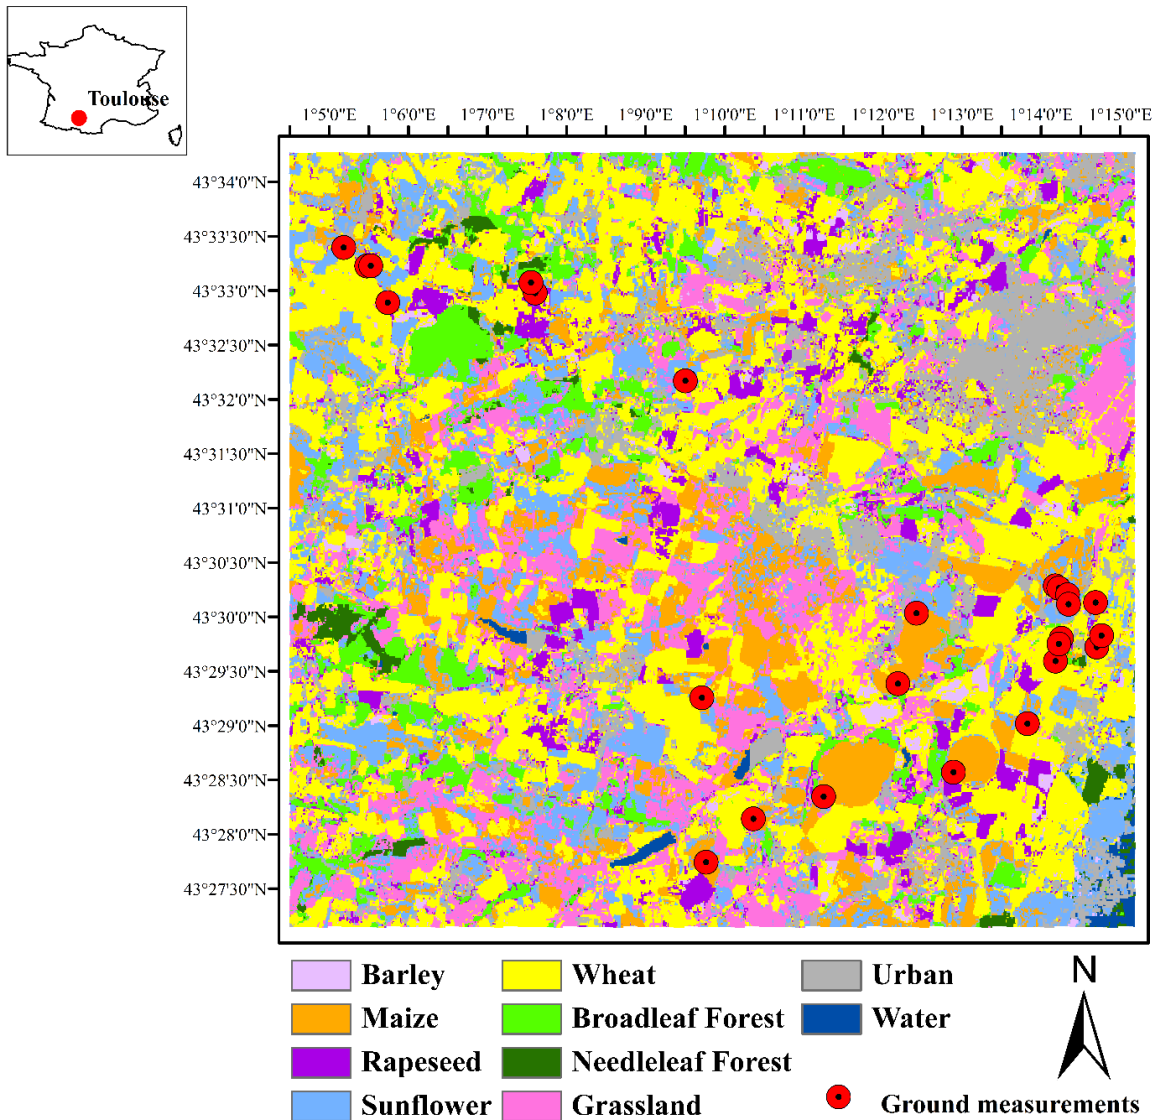 Toulouse
1°5'0"E 1°6'0"E 1°7'0"E 1°8'0"E 1°9'0"E 1°10'0"E 1°11'0"E 1°12'0"E 1°13'0"E 1°14'0"E 1°15'0"E
43°34'0"N
43°33'30"N
43°33'0"N
43°32'30"N
43°32'0"N
43°31'30"N
43°31'0"N
43°30'30"N
43°30'0"N
43°29'30"N
43°29'0"N
43°28'30"N
43°28'0"N
43°27'30"N
Barley Wheat Urban
Maize Broadleaf Forest Water
Rapeseed Needleleaf Forest
Sunflower Grassland Ground measurements
N